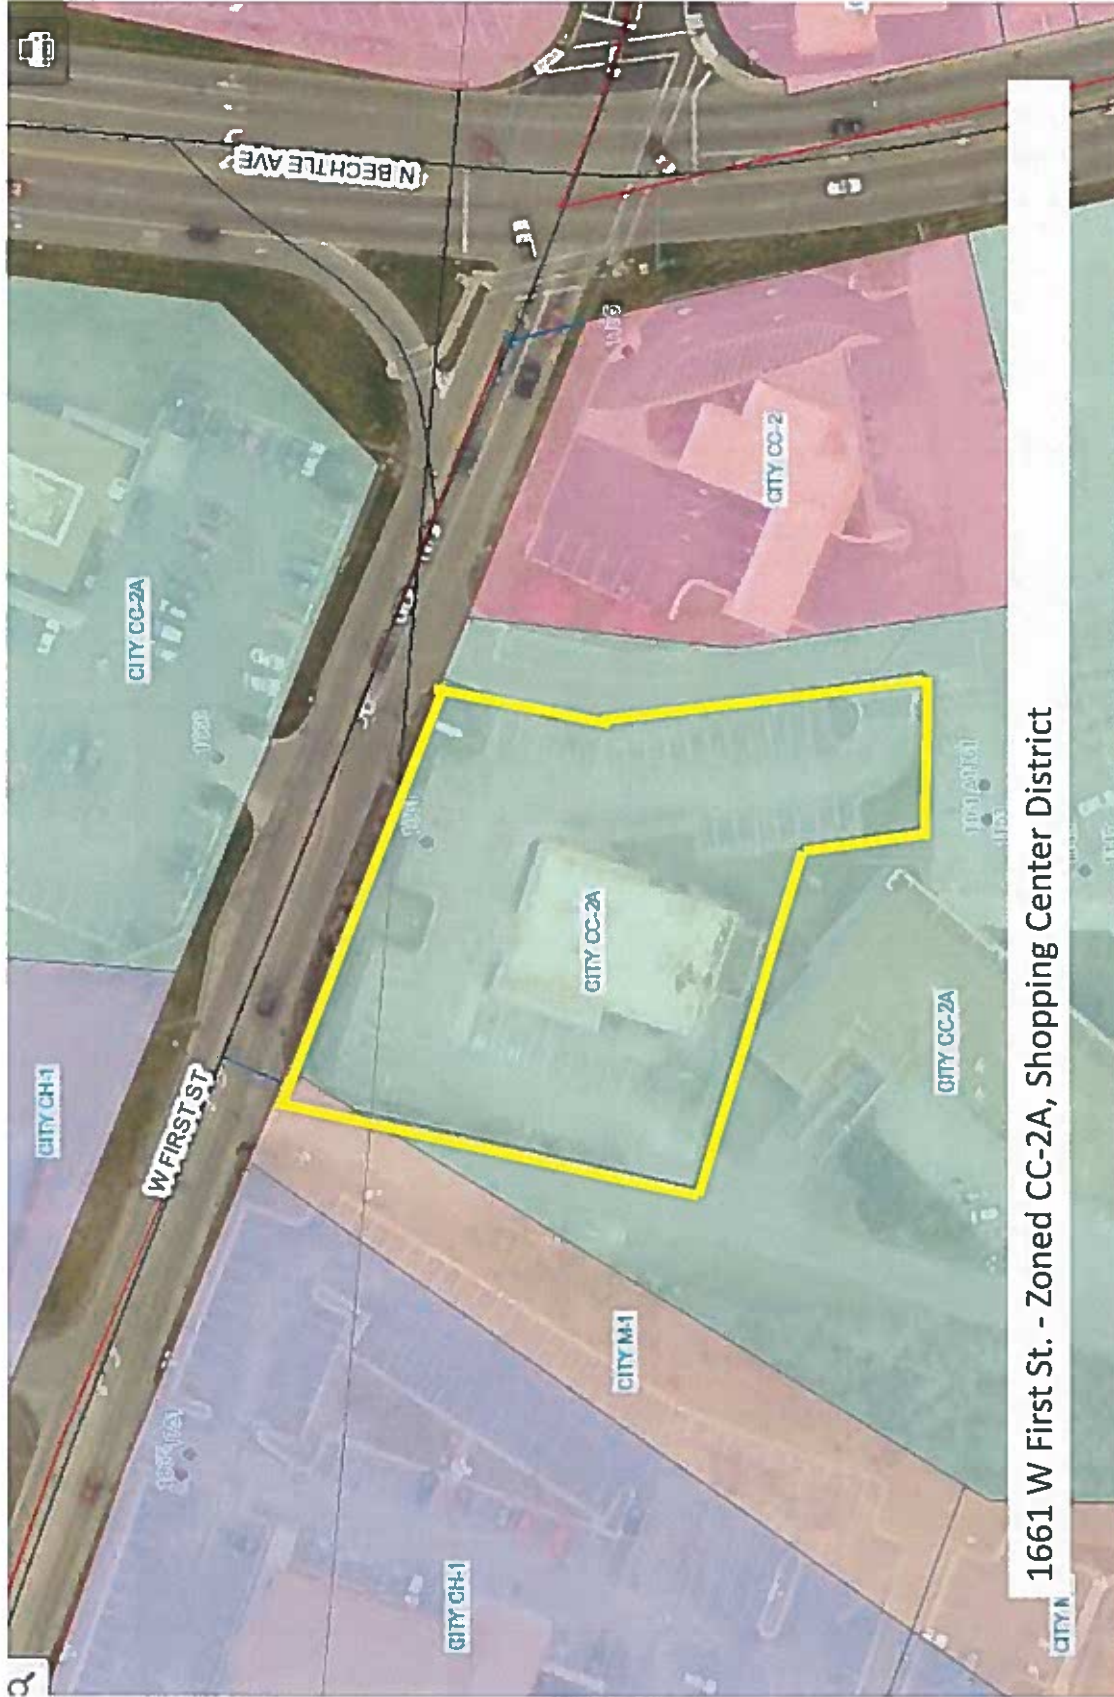 CITY CH-1
CITY CC-2A
N BECHTLE AVE
W FIRST ST
CITY CC-2A
CITY CC-2
CITY CH-1
CITY M-1
CITY CC-2A
1661 W First St. - Zoned CC-2A, Shopping Center District